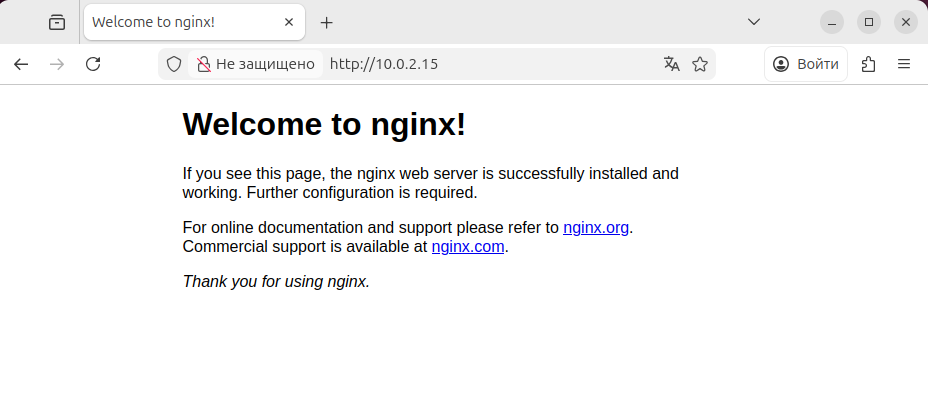 Welcome to nginx!
Не защищено
http://10.0.2.15
Войти
Welcome to nginx!
If you see this page, the nginx web server is successfully installed and
working. Further configuration is required.
For online documentation and support please refer to nginx.org.
Commercial support is available at nginx.com.
Thank you for using nginx.